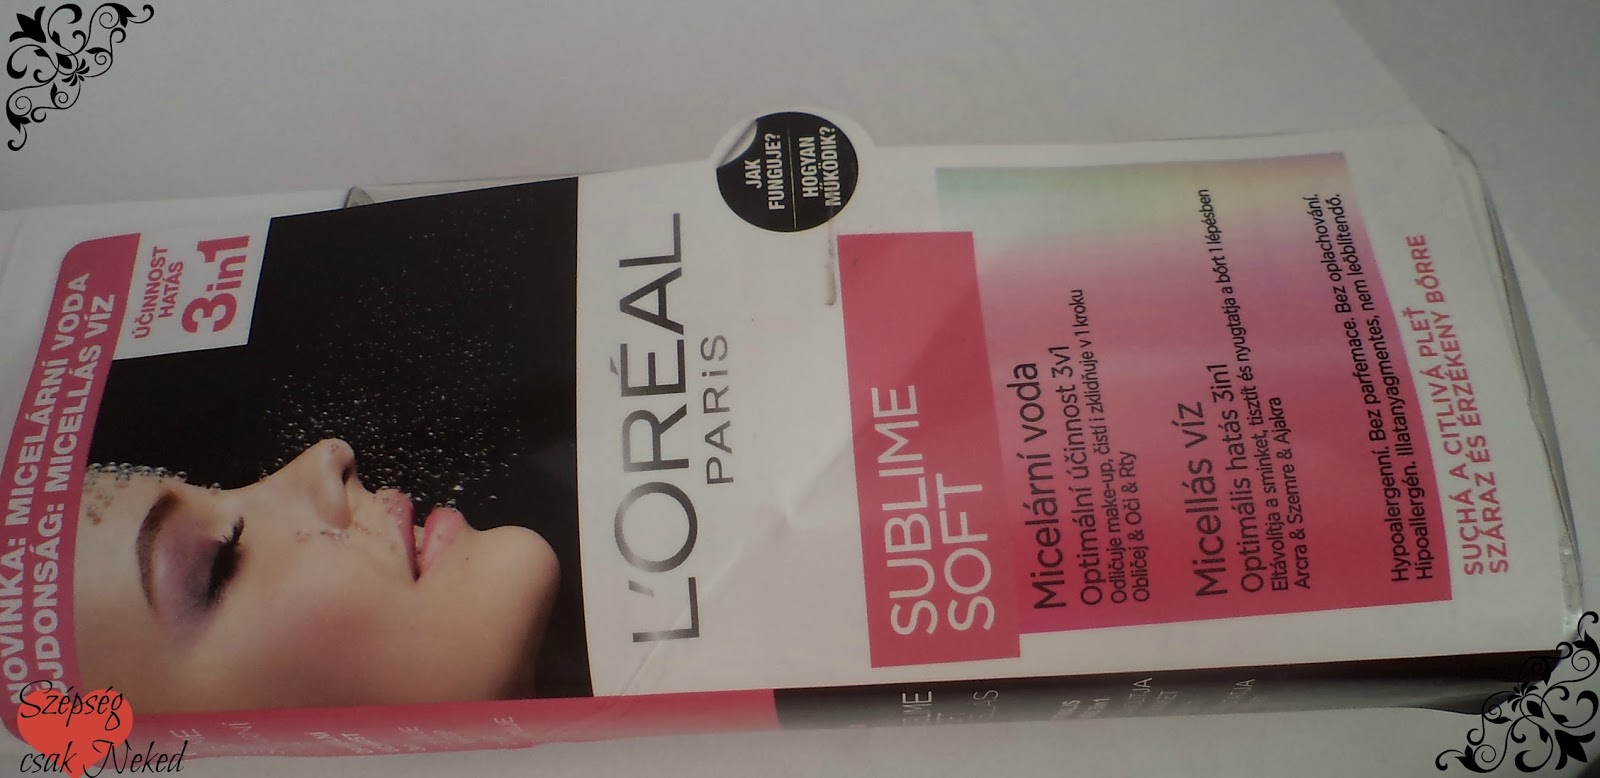 NOVINKA: MICELÁRNÍ VODA
ÚJDONSÁG: MICELLÁS VÍZ
ÚČINNOST
HATÁS
3in1
L'ORÉAL
PARiS
JAK
FUNGUJE?
HOGYAN
MŰKÖDIK?
SUBLIME
SOFT
Micelární voda
Optimální účinnost 3v1
Odličuje make-up, čistí i zklidňuje v 1 kroku
Obličej & Oči & Rty
Micellás víz
Optimális hatás 3in1
Eltávolítja a sminket, tisztít és nyugtatja a bőrt 1 lépésben
Arcra & Szemre & Ajakra
Hypoalergenní. Bez parfemace. Bez oplachování.
Hipoallergén. Illatanyagmentes, nem leöblítendő.
SUCHÁ A CITLIVÁ PLEŤ
SZÁRAZ ÉS ÉRZÉKENY BŐRRE
Szépség
csak Neked